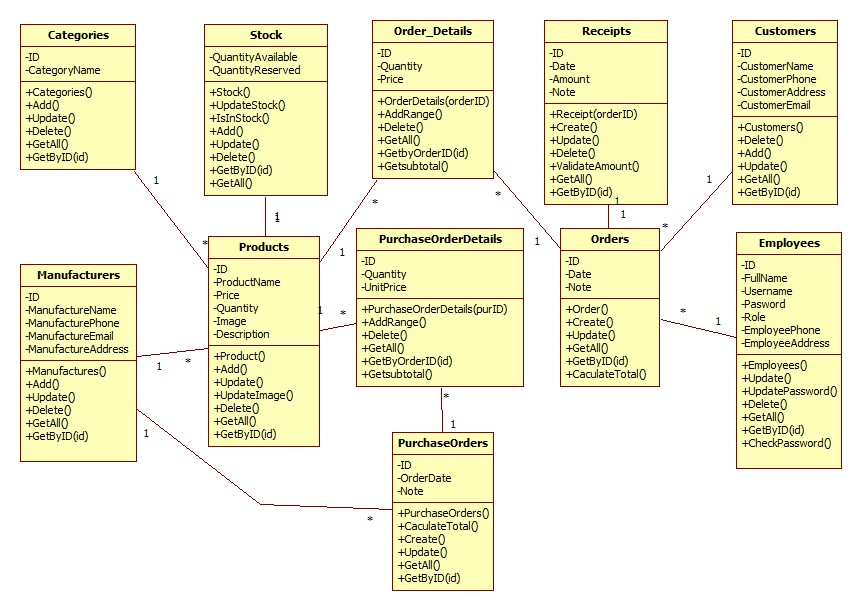 Categories
-ID
-CategoryName
+Categories()
+Add()
+Update()
+Delete()
+GetAll()
+GetByID(id)
Stock
-QuantityAvailable
-QuantityReserved
+Stock()
+UpdateStock()
+IsInStock()
+Add()
+Update()
+Delete()
+GetByID(id)
+GetAll()
Order_Details
-ID
-Quantity
-Price
+OrderDetails(orderID)
+AddRange()
+Delete()
+GetAll()
+GetbyOrderID(id)
+Getsubtotal()
Receipts
-ID
-Date
-Amount
-Note
+Receipt(orderID)
+Create()
+Update()
+Delete()
+ValidateAmount()
+GetAll()
+GetByID(id)
Customers
-ID
-CustomerName
-CustomerPhone
-CustomerAddress
-CustomerEmail
+Customers()
+Delete()
+Add()
+Update()
+GetAll()
+GetByID(id)
1
*
1
1
*
1
*
1
1
1
1
*
Manufacturers
-ID
-ManufactureName
-ManufacturePhone
-ManufactureEmail
-ManufactureAddress
+Manufactures()
+Add()
+Update()
+Delete()
+GetAll()
+GetByID(id)
Products
-ID
-ProductName
-Price
-Quantity
-Image
-Description
+Product()
+Add()
+Update()
+UpdateImage()
+Delete()
+GetAll()
+GetByID(id)
PurchaseOrderDetails
-ID
-Quantity
-UnitPrice
+PurchaseOrderDetails(purID)
+AddRange()
+Delete()
+GetAll()
+GetByOrderID(id)
+Getsubtotal()
Orders
-ID
-Date
-Note
+Order()
+Create()
+Update()
+GetAll()
+GetByID(id)
+CaculateTotal()
Employees
-ID
-FullName
-Username
-Pasword
-Role
-EmployeePhone
-EmployeeAddress
+Employees()
+Update()
+UpdatePassword()
+Delete()
+GetAll()
+GetByID(id)
+CheckPassword()
1
*
1
*
*
1
1
*
*
1
PurchaseOrders
-ID
-OrderDate
-Note
+PurchaseOrders()
+CaculateTotal()
+Create()
+Update()
+GetAll()
+GetByID(id)